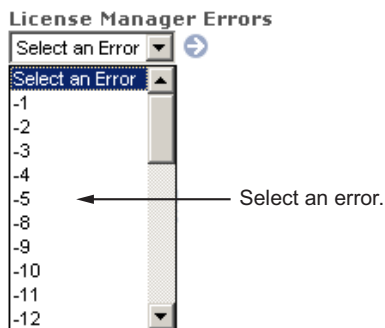 License Manager Errors
Select an Error
Select an Error
-1
-2
-3
-4
-5
Select an error.
-8
-9
-10
-11
-12